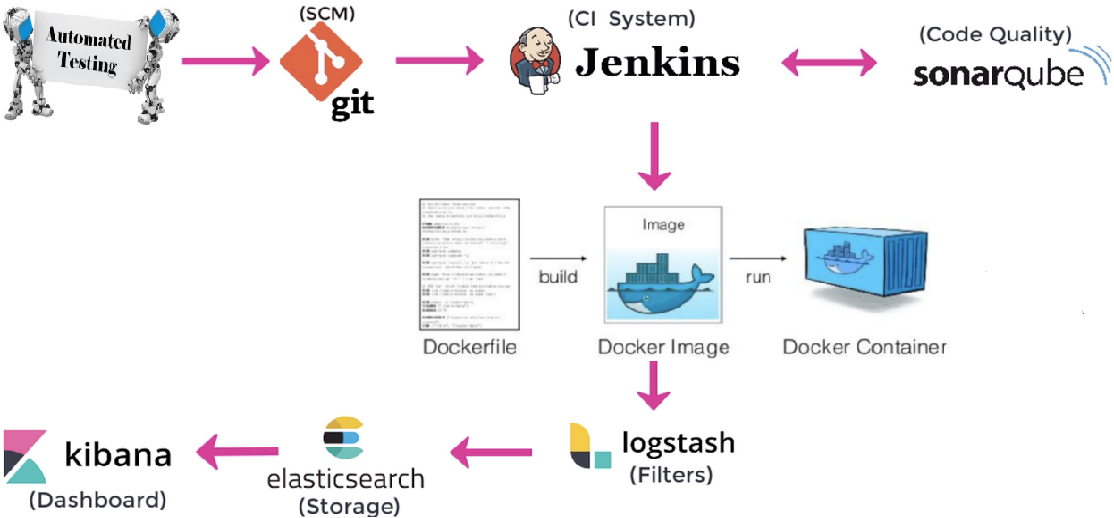 Automated
Testing
(SCM)
git
(CI System)
Jenkins
(Code Quality)
sonarqube
Image
build
run
Dockerfile
Docker Image
Docker Container
kibana
(Dashboard)
elasticsearch
(Storage)
logstash
(Filters)